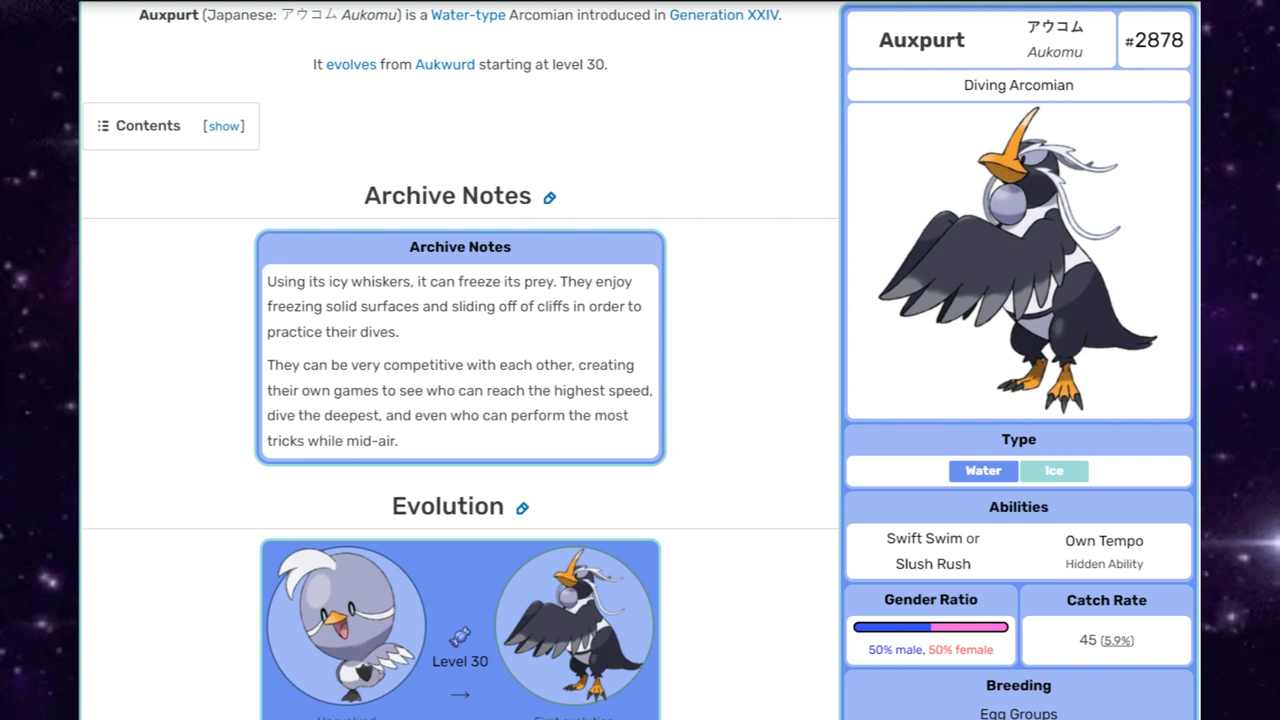 Auxpurt (Japanese: アウコム Aukomu) is a Water-type Arcomian introduced in Generation XXIV.
It evolves from Aukwurd starting at level 30.
Contents [show]
Archive Notes
Archive Notes
Using its icy whiskers, it can freeze its prey. They enjoy
freezing solid surfaces and sliding off of cliffs in order to
practice their dives.
They can be very competitive with each other, creating
their own games to see who can reach the highest speed,
dive the deepest, and even who can perform the most
tricks while mid-air.
Evolution
Level 30
→
Unevolved
First evolution
Auxpurt
アウコム
Aukomu
#2878
Diving Arcomian
Type
Water Ice
Abilities
Swift Swim or
Slush Rush
Own Tempo
Hidden Ability
Gender Ratio
50% male, 50% female
Catch Rate
45 (5.9%)
Breeding
Egg Groups